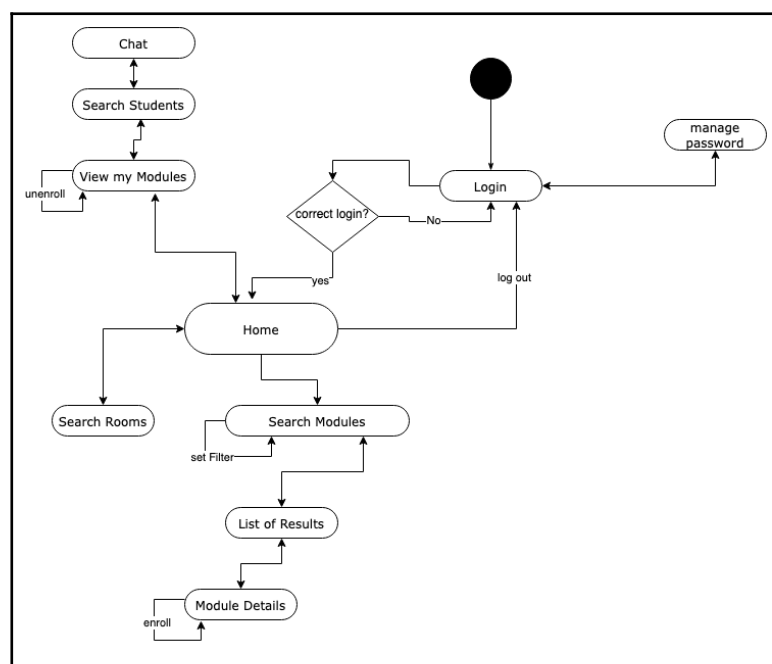 Chat
Search Students
manage
password
View my Modules
Login
unenroll
correct login?
No
log out
yes
Home
Search Rooms
Search Modules
set Filter
List of Results
Module Details
enroll